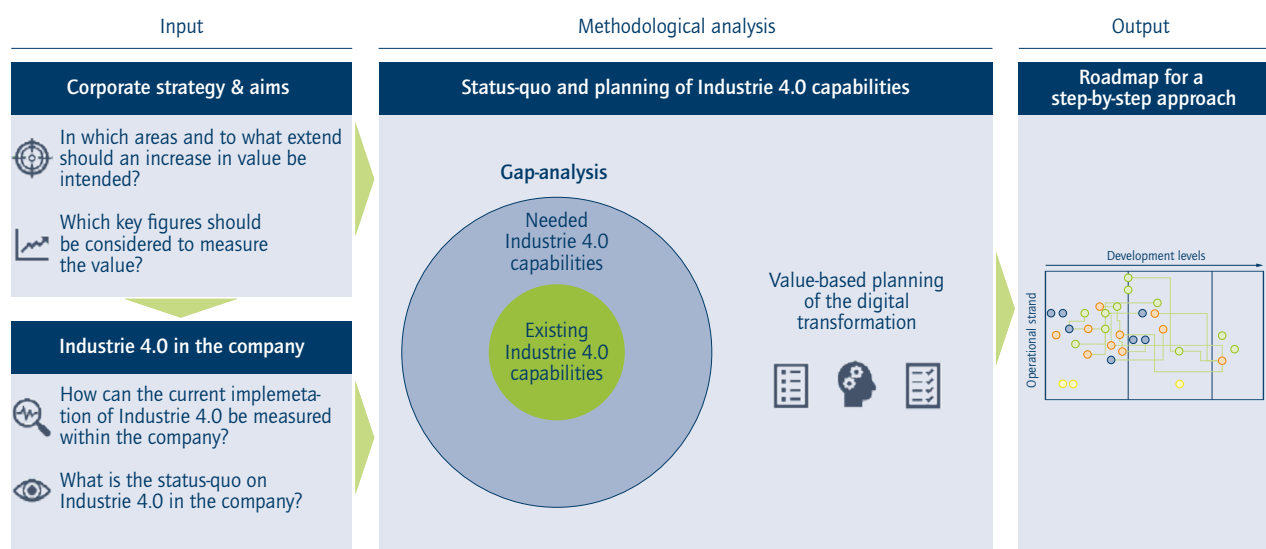 Input
Corporate strategy & aims
In which areas and to what extend
should an increase in value be
intended?
Which key figures should
be considered to measure
the value?
Industrie 4.0 in the company
How can the current implemeta-
tion of Industrie 4.0 be measured
within the company?
What is the status-quo on
Industrie 4.0 in the company?
Methodological analysis
Status-quo and planning of Industrie 4.0 capabilities
Gap-analysis
Needed
Industrie 4.0
capabilities
Existing
Industrie 4.0
capabilities
Value-based planning
of the digital
transformation
Output
Roadmap for a
step-by-step approach
Development levels
Operational strand